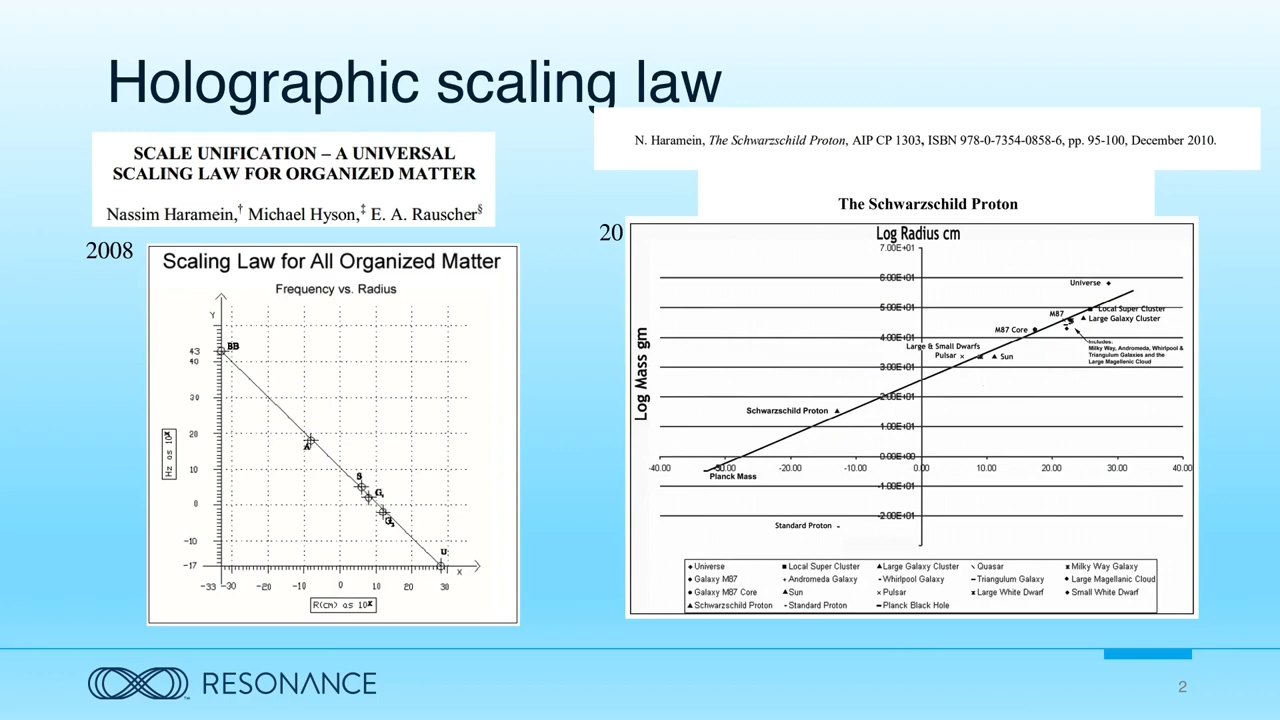 Holographic scaling law
SCALE UNIFICATION – A UNIVERSAL
SCALING LAW FOR ORGANIZED MATTER
Nassim Haramein,† Michael Hyson,‡ E. A. Rauscher§
2008
Scaling Law for All Organized Matter
Frequency vs. Radius
Y
43
40
30
20
10
0
-10
-17
Hz as 10ˣ
BB
A
S
G₁
G₂
U
X
-33 -30 -20 -10 0 10 20 30
R(cm) as 10ˣ
N. Haramein, The Schwarzschild Proton, AIP CP 1303, ISBN 978-0-7354-0858-6, pp. 95-100, December 2010.
The Schwarzschild Proton
20
Log Radius cm
7.00E+01
6.00E+01
5.00E+01
4.00E+01
3.00E+01
2.00E+01
1.00E+01
0.00E+00
-1.00E+01
-2.00E+01
Log Mass gm
-40.00 -30.00 -20.00 -10.00 0.00 10.00 20.00 30.00 40.00
Universe
Local Super Cluster
M87
Large Galaxy Cluster
M87 Core
Includes:
Milky Way, Andromeda, Whirlpool &
Triangulum Galaxies and the
Large Magellenic Cloud
Large & Small Dwarfs
Pulsar
Sun
Schwarzschild Proton
Planck Mass
Standard Proton
Universe Local Super Cluster Large Galaxy Cluster Quasar Milky Way Galaxy
Galaxy M87 Andromeda Galaxy Whirlpool Galaxy Triangulum Galaxy Large Magellanic Cloud
Galaxy M87 Core Sun Pulsar Large White Dwarf Small White Dwarf
Schwarzschild Proton Standard Proton Planck Black Hole
RESONANCE
TM
2